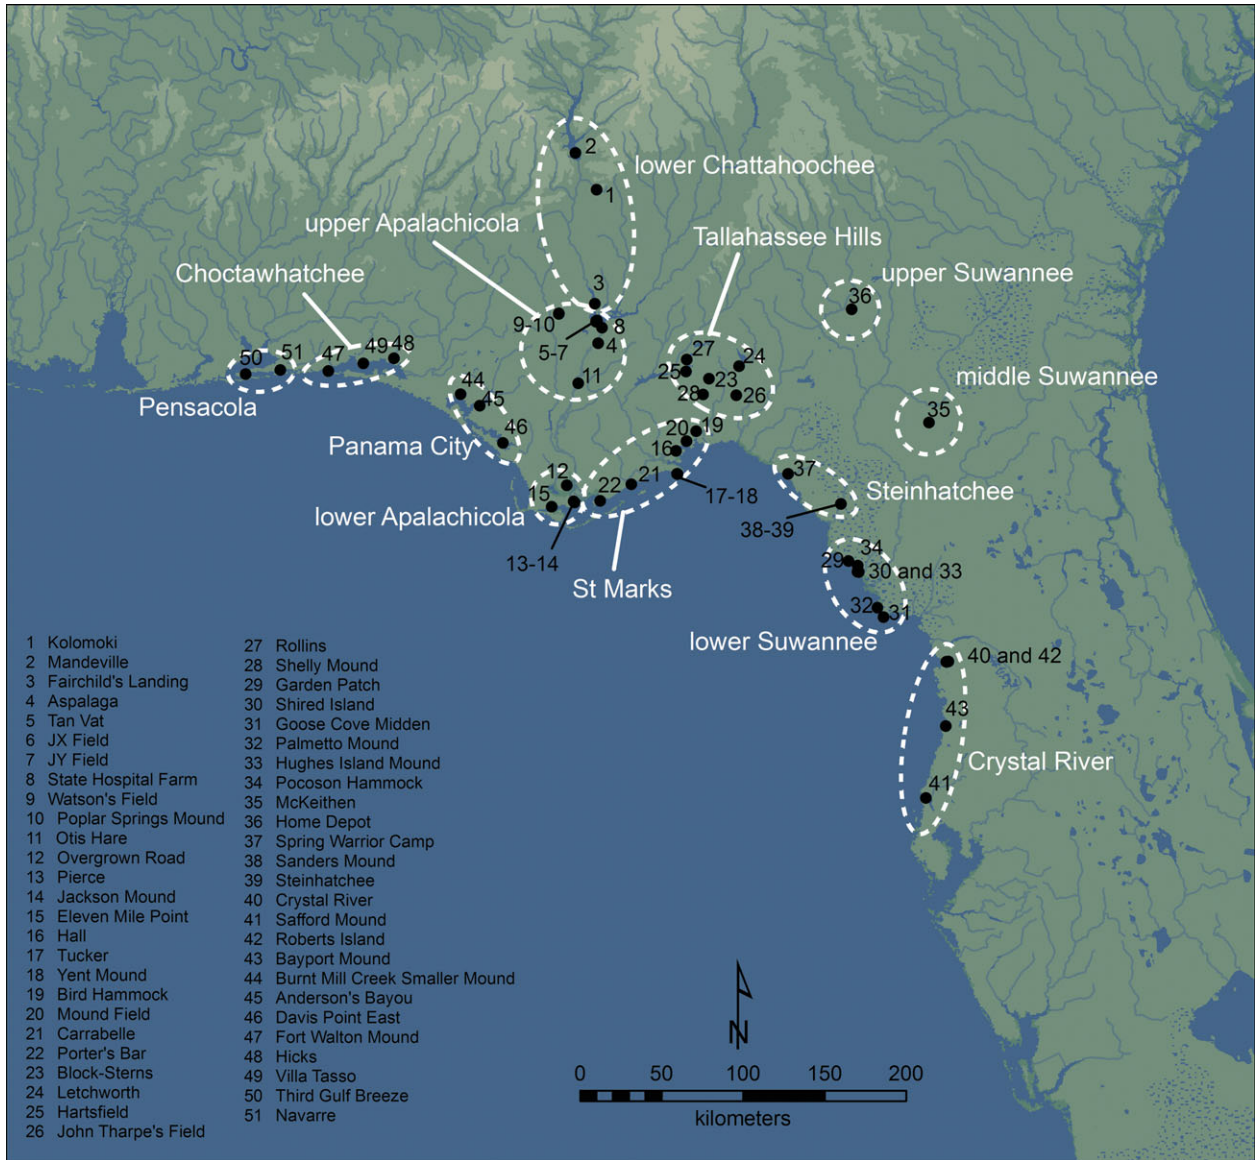 2
lower Chattahoochee
1
upper Apalachicola
Tallahassee Hills
Choctawhatchee
upper Suwannee
3
36
9-10
8
5-7
4
50
51
47
49
48
27
24
25
23
11
28
26
middle Suwannee
Pensacola
44
45
35
46
Panama City
20
19
16
37
Steinhatchee
12
15
22
21
17-18
lower Apalachicola
38-39
13-14
St Marks
34
29
30 and 33
32
31
lower Suwannee
40 and 42
43
Crystal River
41
1 Kolomoki
2 Mandeville
3 Fairchild's Landing
4 Aspalaga
5 Tan Vat
6 JX Field
7 JY Field
8 State Hospital Farm
9 Watson's Field
10 Poplar Springs Mound
11 Otis Hare
12 Overgrown Road
13 Pierce
14 Jackson Mound
15 Eleven Mile Point
16 Hall
17 Tucker
18 Yent Mound
19 Bird Hammock
20 Mound Field
21 Carrabelle
22 Porter's Bar
23 Block-Sterns
24 Letchworth
25 Hartsfield
26 John Tharpe's Field
27 Rollins
28 Shelly Mound
29 Garden Patch
30 Shired Island
31 Goose Cove Midden
32 Palmetto Mound
33 Hughes Island Mound
34 Pocoson Hammock
35 McKeithen
36 Home Depot
37 Spring Warrior Camp
38 Sanders Mound
39 Steinhatchee
40 Crystal River
41 Safford Mound
42 Roberts Island
43 Bayport Mound
44 Burnt Mill Creek Smaller Mound
45 Anderson's Bayou
46 Davis Point East
47 Fort Walton Mound
48 Hicks
49 Villa Tasso
50 Third Gulf Breeze
51 Navarre
N
0 50 100 150 200
kilometers